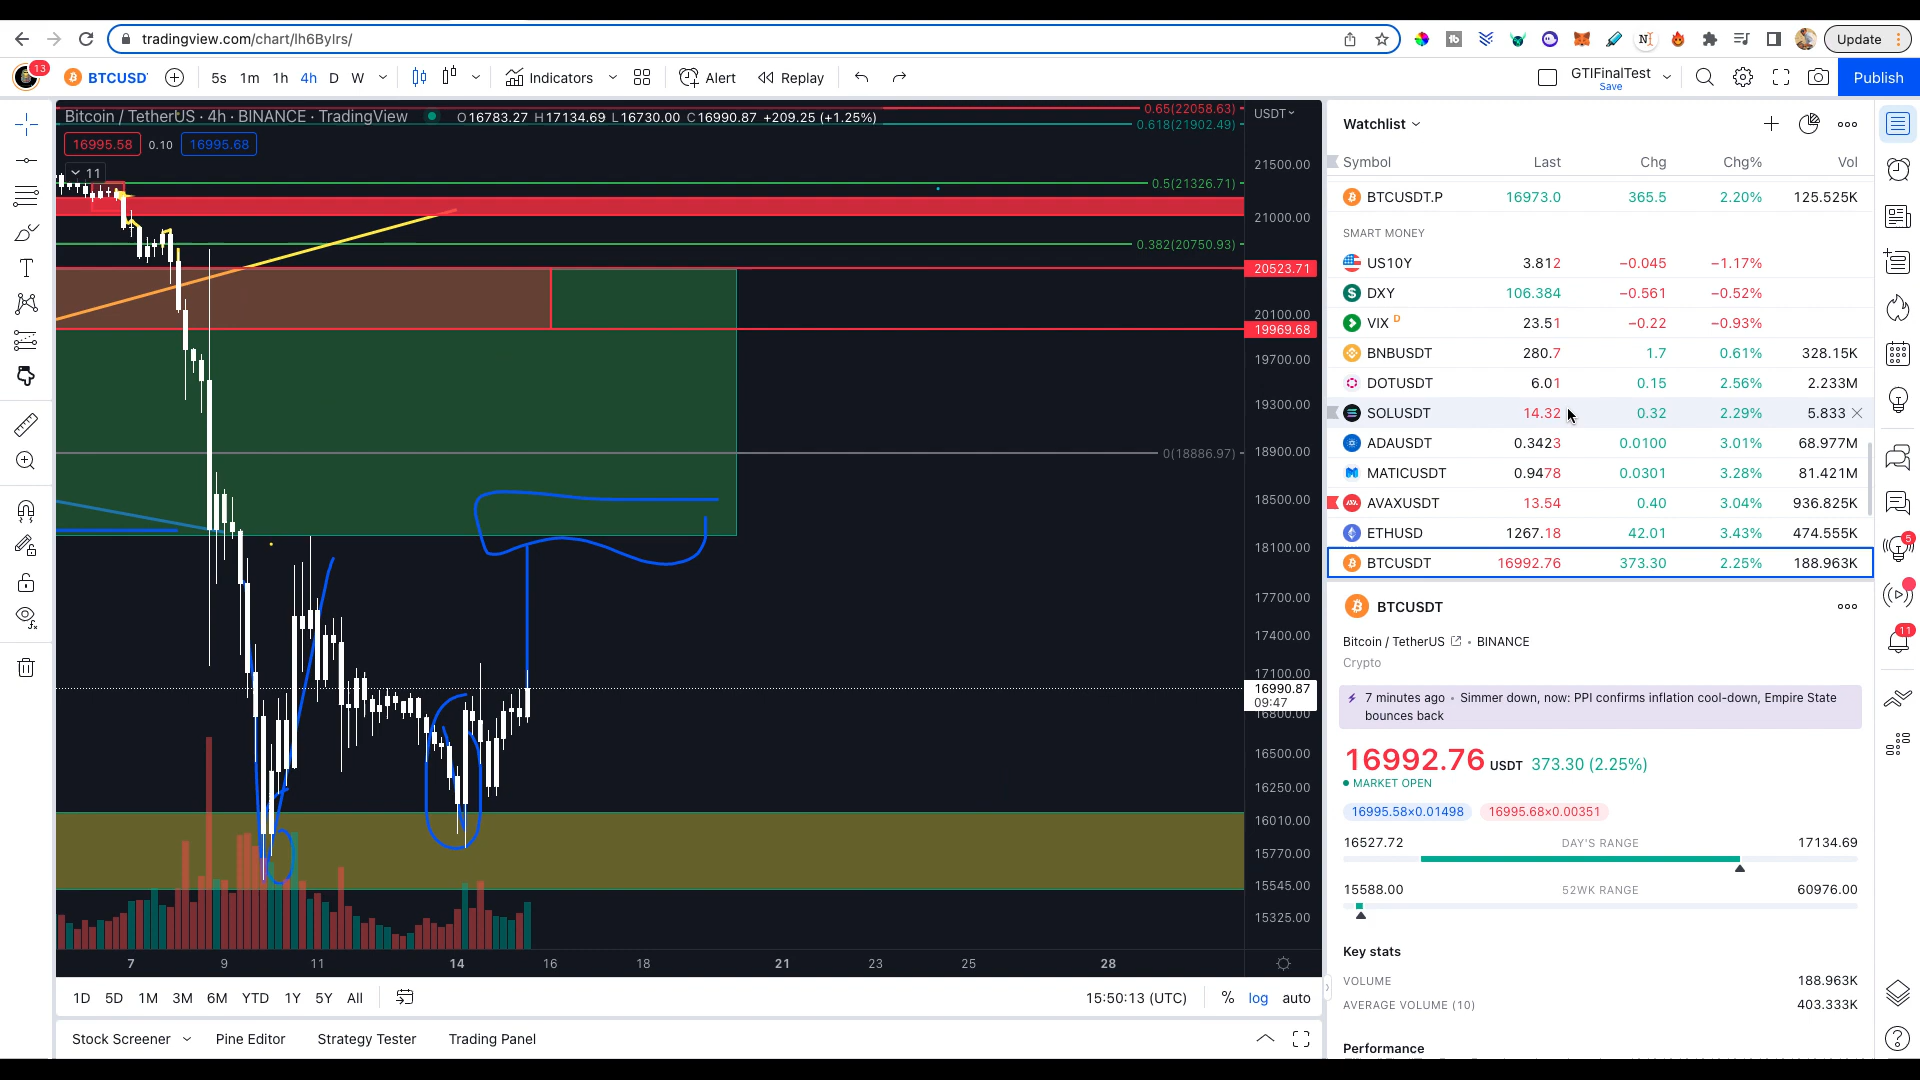 tradingview.com/chart/lh6Bylrs/
Update
13
BTCUSD
5s 1m 1h 4h D W
Indicators
Alert
Replay
GTIFinalTest
Save
Publish
Bitcoin / TetherUS · 4h · BINANCE · TradingView
O16783.27 H17134.69 L16730.00 C16990.87 +209.25 (+1.25%)
16995.58 0.10 16995.68
11
0.65(22058.63)
0.618(21902.49)
0.5(21326.71)
0.382(20750.93)
0(18886.97)
USDT
21500.00
21000.00
20523.71
20100.00
19969.68
19700.00
19300.00
18900.00
18500.00
18100.00
17700.00
17400.00
17100.00
16990.87
09:47
16800.00
16500.00
16250.00
16010.00
15770.00
15545.00
15325.00
7 9 11 14 16 18 21 23 25 28
1D 5D 1M 3M 6M YTD 1Y 5Y All
15:50:13 (UTC) % log auto
Stock Screener Pine Editor Strategy Tester Trading Panel
Watchlist
Symbol Last Chg Chg% Vol
BTCUSDT.P 16973.0 365.5 2.20% 125.525K
SMART MONEY
US10Y 3.812 −0.045 −1.17%
DXY 106.384 −0.561 −0.52%
VIX D 23.51 −0.22 −0.93%
BNBUSDT 280.7 1.7 0.61% 328.15K
DOTUSDT 6.01 0.15 2.56% 2.233M
SOLUSDT 14.32 0.32 2.29% 5.833
ADAUSDT 0.3423 0.0100 3.01% 68.977M
MATICUSDT 0.9478 0.0301 3.28% 81.421M
AVAXUSDT 13.54 0.40 3.04% 936.825K
ETHUSD 1267.18 42.01 3.43% 474.555K
BTCUSDT 16992.76 373.30 2.25% 188.963K
BTCUSDT
Bitcoin / TetherUS • BINANCE
Crypto
7 minutes ago • Simmer down, now: PPI confirms inflation cool-down, Empire State
bounces back
16992.76 USDT 373.30 (2.25%)
MARKET OPEN
16995.58×0.01498 16995.68×0.00351
16527.72 DAY'S RANGE 17134.69
15588.00 52WK RANGE 60976.00
Key stats
VOLUME 188.963K
AVERAGE VOLUME (10) 403.333K
Performance
5
11